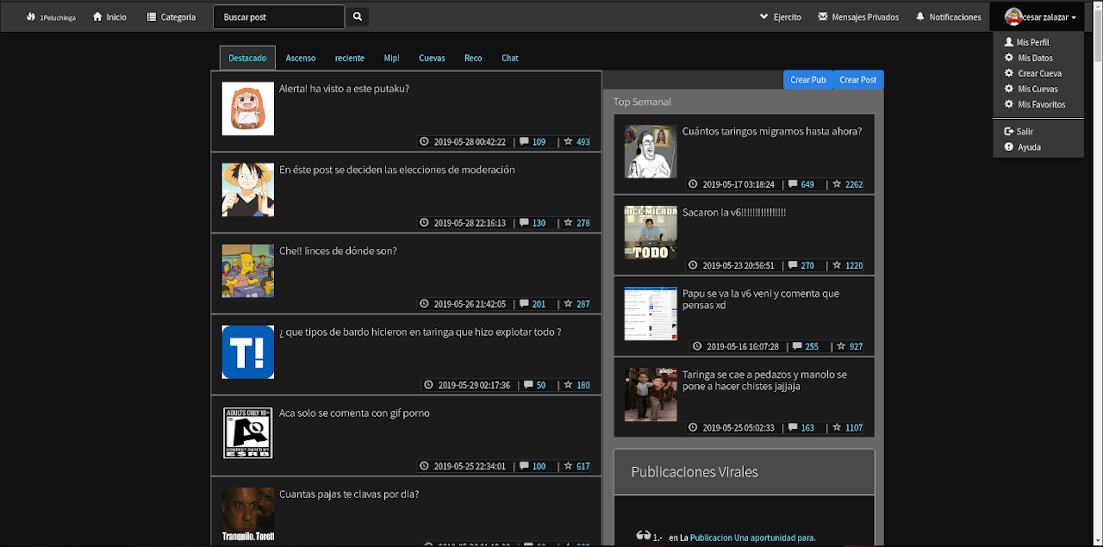 1Peluchinga Inicio Categoria Buscar post Ejercito Mensajes Privados Notificaciones cesar zalazar
Mis Perfil
Mis Datos
Crear Cueva
Mis Cuevas
Mis Favoritos
Salir
Ayuda
Destacado Ascenso reciente Mip! Cuevas Reco Chat
Alerta! ha visto a este putaku?
2019-05-28 00:42:22 | 109 | 493
En éste post se deciden las elecciones de moderación
2019-05-28 22:16:13 | 130 | 278
Che!! linces de dónde son?
2019-05-26 21:42:05 | 201 | 287
T!
¿ que tipos de bardo hicieron en taringa que hizo explotar todo ?
2019-05-29 02:17:36 | 50 | 180
ADULTS ONLY 18+
A
ESRB
Aca solo se comenta con gif porno
2019-05-25 22:34:01 | 100 | 617
Tranquilo, Torett
Cuantas pajas te clavas por dia?
Crear Pub Crear Post
Top Semanal
Cuántos taringos migramos hasta ahora?
2019-05-17 03:18:24 | 649 | 2262
HICE MIERDA
TODO
Sacaron la v6!!!!!!!!!!!!!!!!!
2019-05-23 20:56:51 | 270 | 1220
Papu se va la v6 veni y comenta que
pensas xd
2019-05-16 16:07:28 | 255 | 927
alejo
Taringa se cae a pedazos y manolo se
pone a hacer chistes jajjaja
2019-05-25 05:02:33 | 163 | 1107
Publicaciones Virales
1.- en La Publicacion Una aportunidad para.